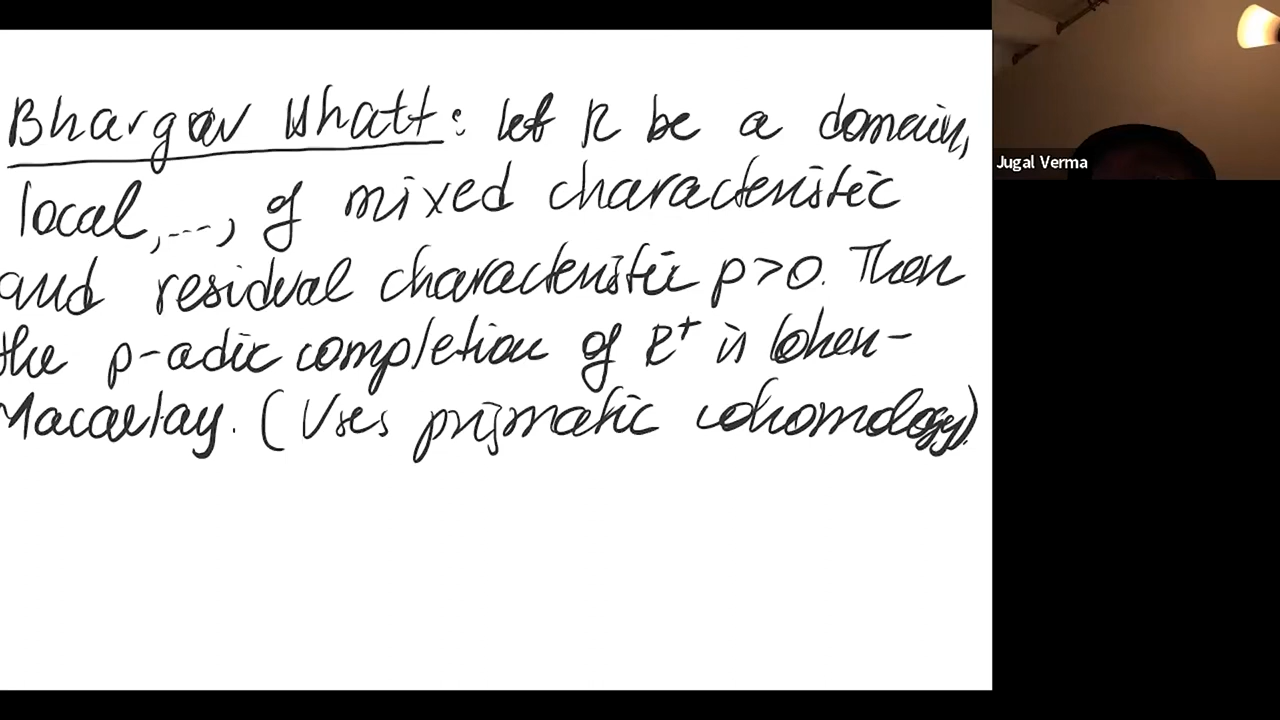 Bhargav Bhatt: let R be a domain,
local, ..., of mixed characteristic
and residual characteristic p>0. Then
the p-adic completion of R⁺ is Cohen-
Macaulay. (Uses prismatic cohomology).
Jugal Verma